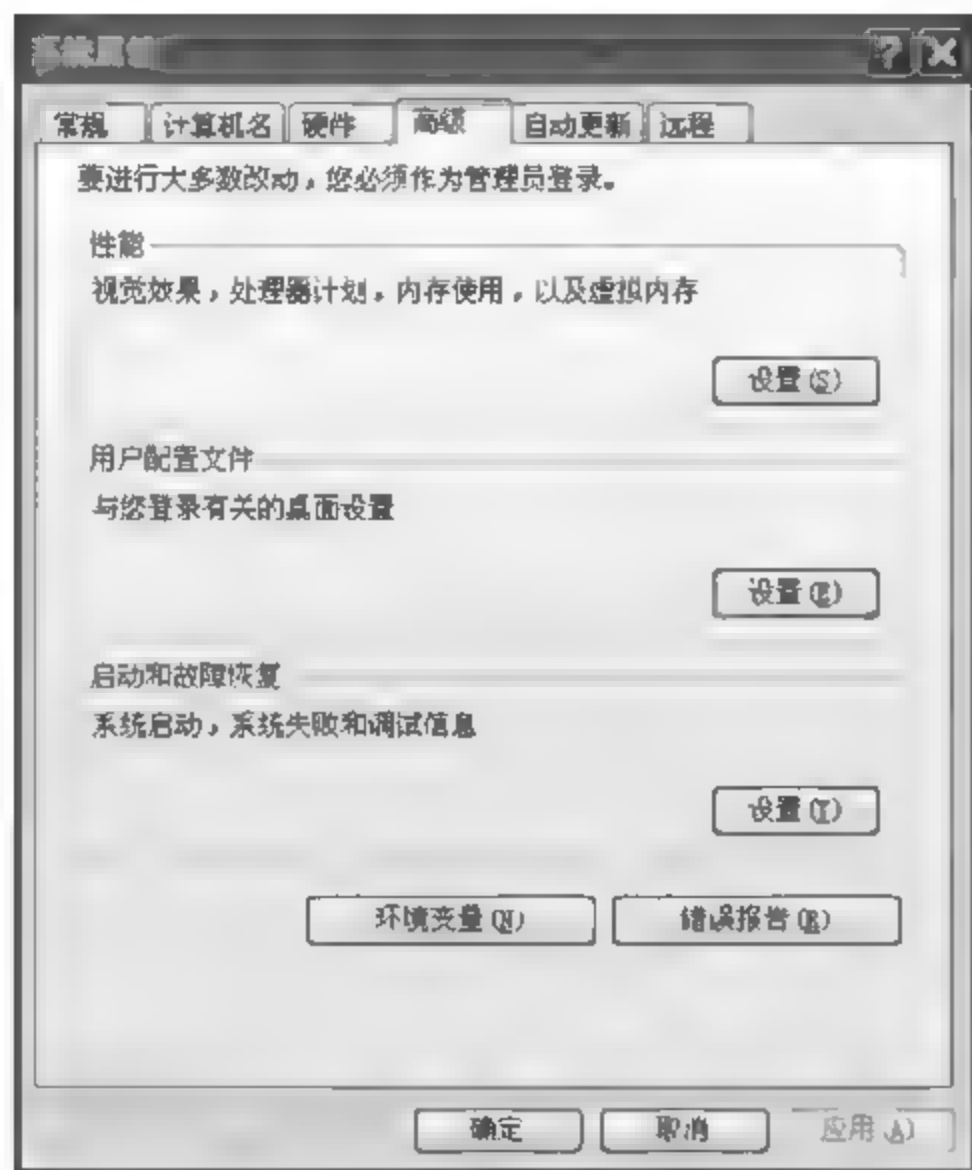 系统属性
常规 计算机名 硬件 高级 自动更新 远程
要进行大多数改动，您必须作为管理员登录。
性能
视觉效果，处理器计划，内存使用，以及虚拟内存
设置(S)
用户配置文件
与您登录有关的桌面设置
设置(E)
启动和故障恢复
系统启动，系统失败和调试信息
设置(T)
环境变量(N) 错误报告(R)
确定 取消 应用(A)